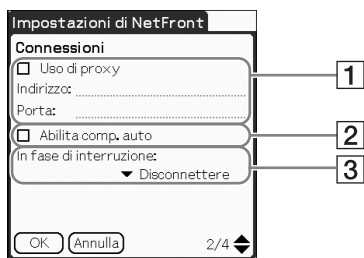 Impostazioni di NetFront
Connessioni
Uso di proxy
Indirizzo:
Porta:
1
Abilita comp. auto
2
In fase di interruzione:
Disconnettere
3
OK Annulla 2/4